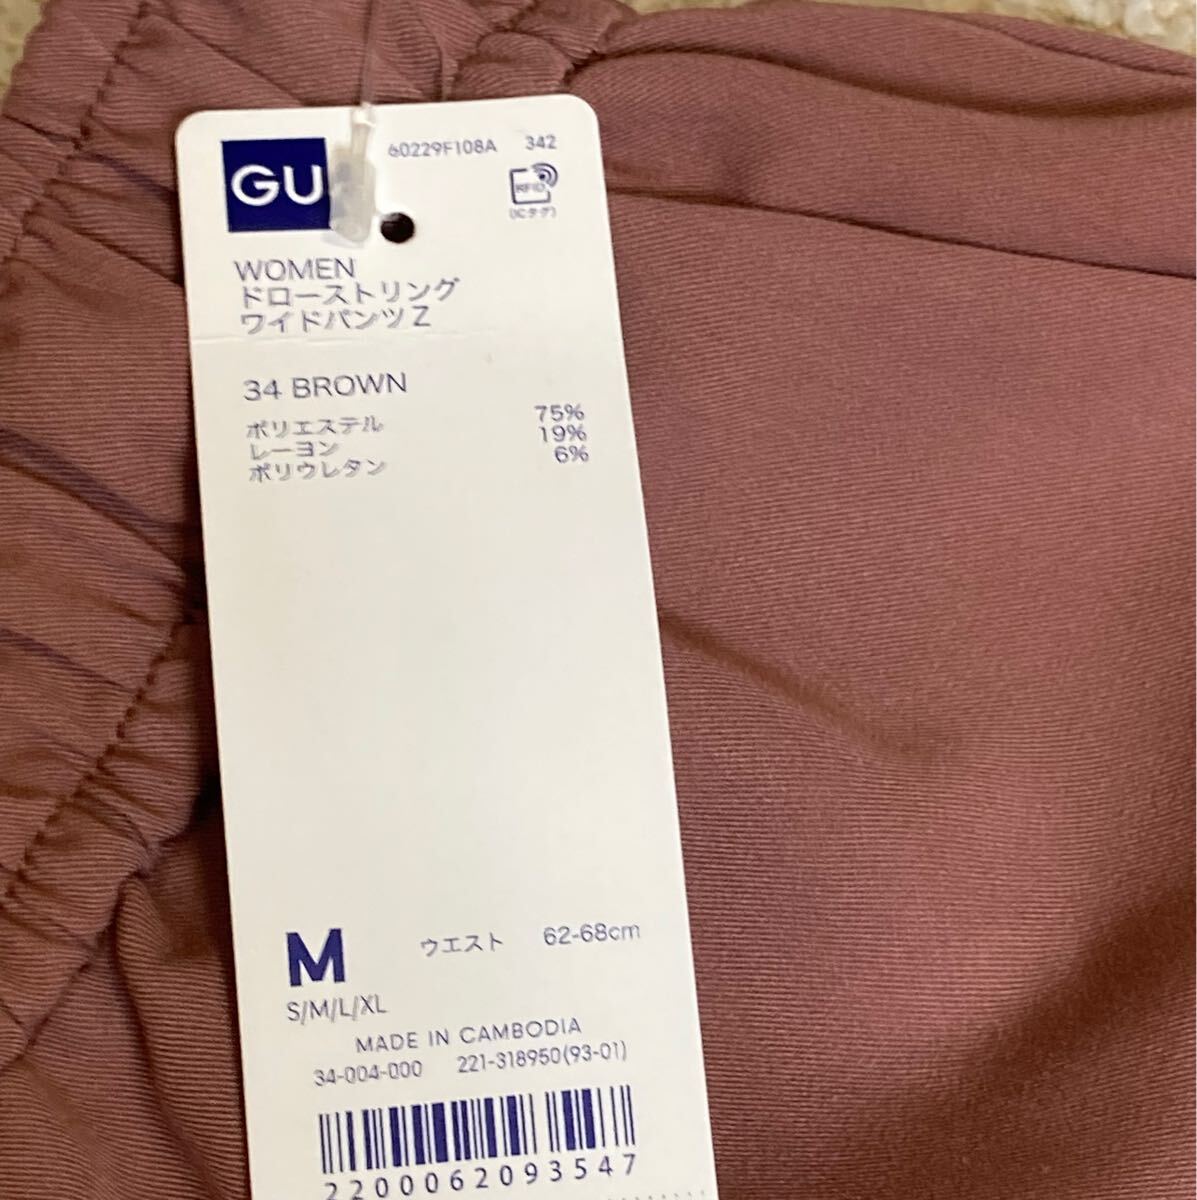 GU
60229F108A 342
RFID
(ICタグ)
WOMEN
ドローストリング
ワイドパンツZ
34 BROWN
ポリエステル 75%
レーヨン 19%
ポリウレタン 6%
M ウエスト 62-68cm
S/M/L/XL
MADE IN CAMBODIA
34-004-000 221-318950(93-01)
2200062093547